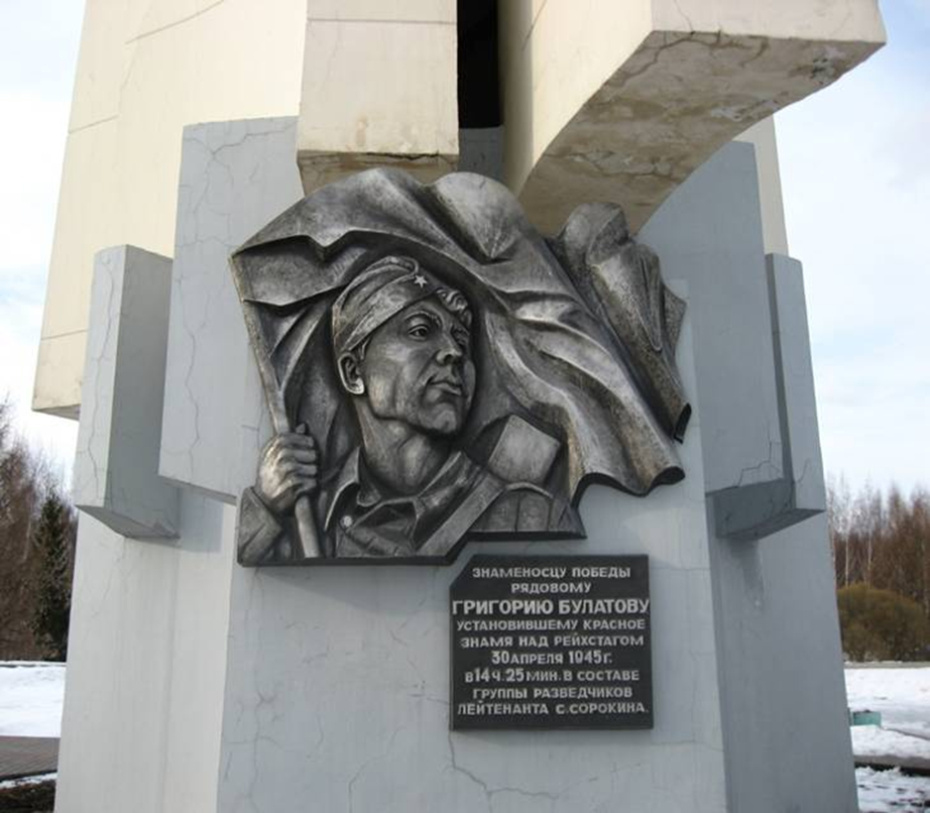 ЗНАМЕНОСЦУ ПОБЕДЫ
РЯДОВОМУ
ГРИГОРИЮ БУЛАТОВУ
УСТАНОВИВШЕМУ КРАСНОЕ
ЗНАМЯ НАД РЕЙХСТАГОМ
30 АПРЕЛЯ 1945 г.
в 14 ч. 25 МИН. В СОСТАВЕ
ГРУППЫ РАЗВЕДЧИКОВ
ЛЕЙТЕНАНТА С.СОРОКИНА.